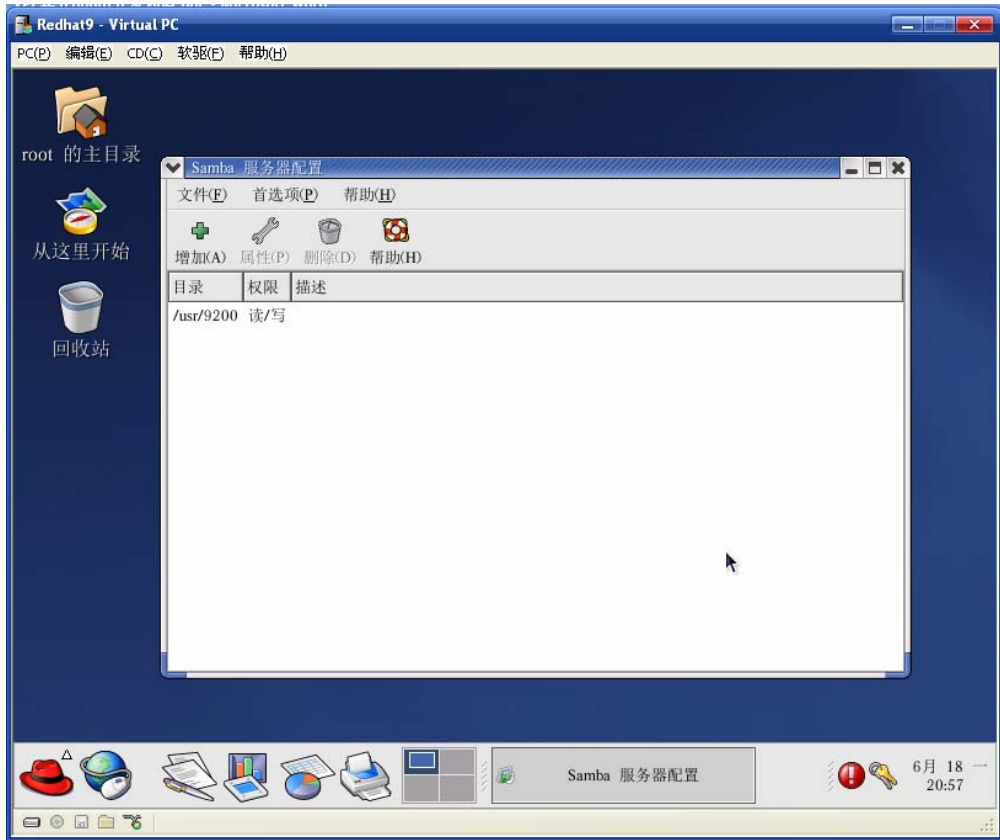 Redhat9 - Virtual PC
PC(P) 编辑(E) CD(C) 软驱(F) 帮助(H)
root 的主目录
从这里开始
回收站
Samba 服务器配置
文件(F) 首选项(P) 帮助(H)
增加(A) 属性(P) 删除(D) 帮助(H)
目录 权限 描述
/usr/9200 读/写
Samba 服务器配置
6月 18 一
20:57